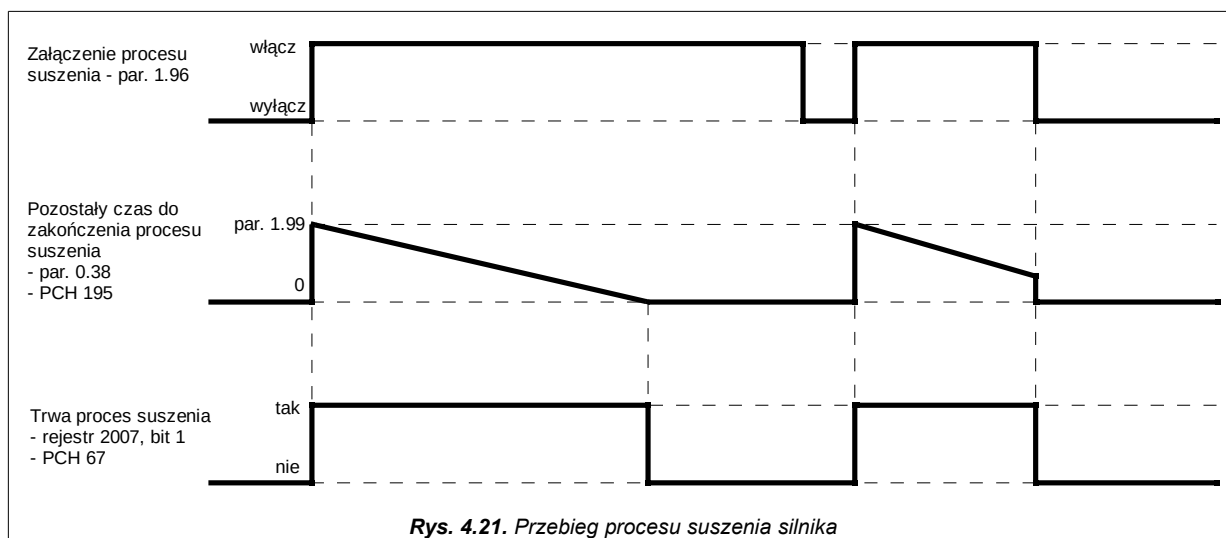 Załączenie procesu
suszenia - par. 1.96
włącz
wyłącz
Pozostały czas do
zakończenia procesu
suszenia
- par. 0.38
- PCH 195
par. 1.99
0
Trwa proces suszenia
- rejestr 2007, bit 1
- PCH 67
tak
nie
Rys. 4.21. Przebieg procesu suszenia silnika